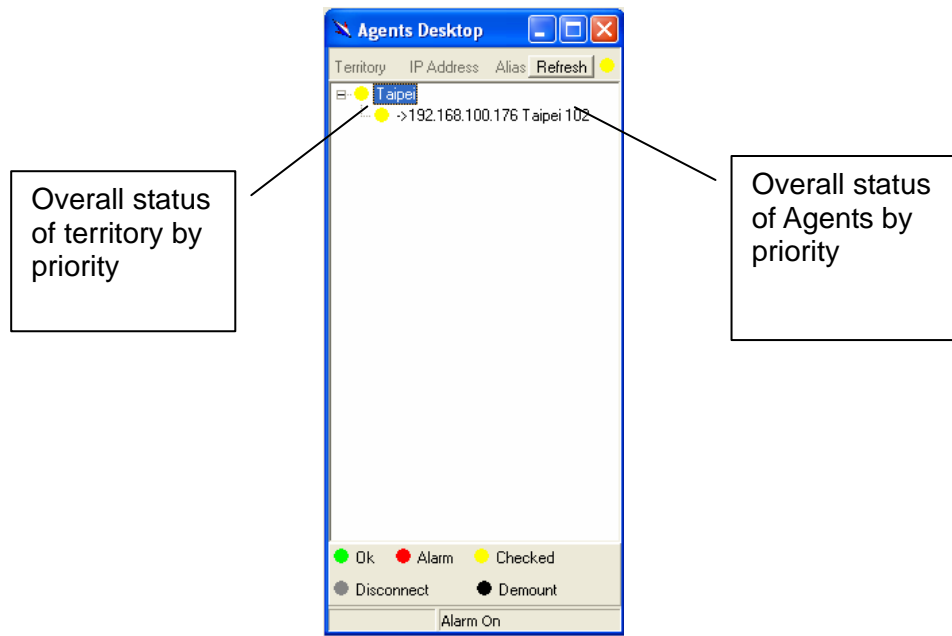 Agents Desktop
Territory IP Address Alias Refresh
Taipei
->192.168.100.176 Taipei 102
Overall status
of territory by
priority
Overall status
of Agents by
priority
Ok Alarm Checked
Disconnect Demount
Alarm On